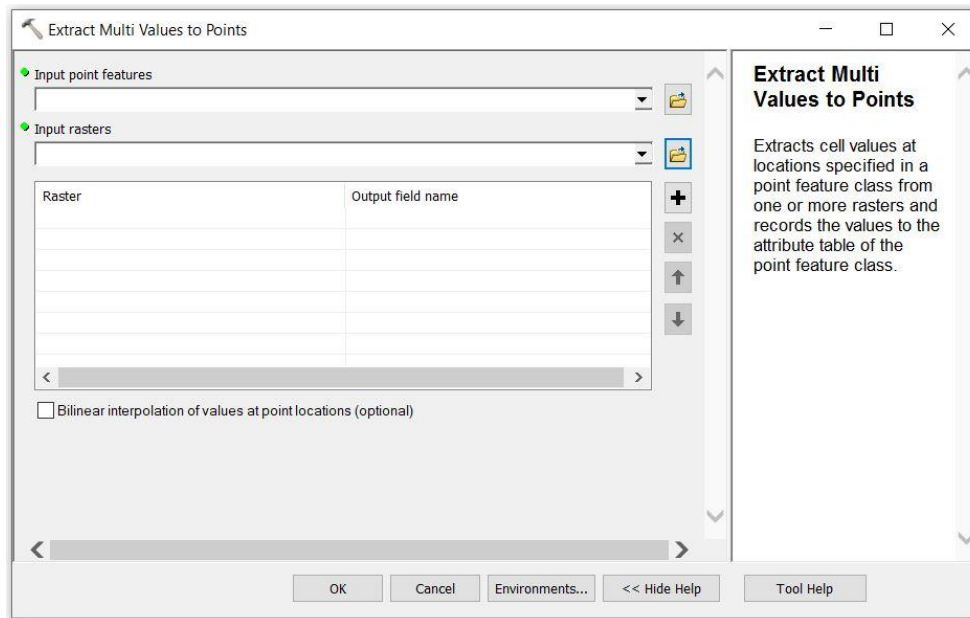 Extract Multi Values to Points
Input point features
Input rasters
Raster Output field name
Bilinear interpolation of values at point locations (optional)
Extract Multi
Values to Points
Extracts cell values at
locations specified in a
point feature class from
one or more rasters and
records the values to the
attribute table of the
point feature class.
OK Cancel Environments... << Hide Help Tool Help